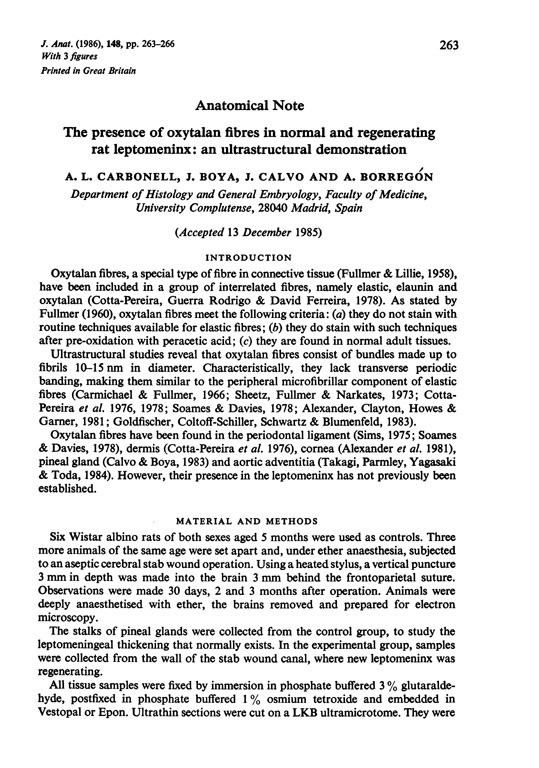 J. Anat. (1986), 148, pp. 263–266
263
With 3 figures
Printed in Great Britain
Anatomical Note
The presence of oxytalan fibres in normal and regenerating
rat leptomeninx: an ultrastructural demonstration
A. L. CARBONELL, J. BOYA, J. CALVO AND A. BORREGÓN
Department of Histology and General Embryology, Faculty of Medicine,
University Complutense, 28040 Madrid, Spain
(Accepted 13 December 1985)
INTRODUCTION
Oxytalan fibres, a special type of fibre in connective tissue (Fullmer & Lillie, 1958),
have been included in a group of interrelated fibres, namely elastic, elaunin and
oxytalan (Cotta-Pereira, Guerra Rodrigo & David Ferreira, 1978). As stated by
Fullmer (1960), oxytalan fibres meet the following criteria: (a) they do not stain with
routine techniques available for elastic fibres; (b) they do stain with such techniques
after pre-oxidation with peracetic acid; (c) they are found in normal adult tissues.
Ultrastructural studies reveal that oxytalan fibres consist of bundles made up to
fibrils 10–15 nm in diameter. Characteristically, they lack transverse periodic
banding, making them similar to the peripheral microfibrillar component of elastic
fibres (Carmichael & Fullmer, 1966; Sheetz, Fullmer & Narkates, 1973; Cotta-
Pereira et al. 1976, 1978; Soames & Davies, 1978; Alexander, Clayton, Howes &
Garner, 1981; Goldfischer, Coltoff-Schiller, Schwartz & Blumenfeld, 1983).
Oxytalan fibres have been found in the periodontal ligament (Sims, 1975; Soames
& Davies, 1978), dermis (Cotta-Pereira et al. 1976), cornea (Alexander et al. 1981),
pineal gland (Calvo & Boya, 1983) and aortic adventitia (Takagi, Parmley, Yagasaki
& Toda, 1984). However, their presence in the leptomeninx has not previously been
established.
MATERIAL AND METHODS
Six Wistar albino rats of both sexes aged 5 months were used as controls. Three
more animals of the same age were set apart and, under ether anaesthesia, subjected
to an aseptic cerebral stab wound operation. Using a heated stylus, a vertical puncture
3 mm in depth was made into the brain 3 mm behind the frontoparietal suture.
Observations were made 30 days, 2 and 3 months after operation. Animals were
deeply anaesthetised with ether, the brains removed and prepared for electron
microscopy.
The stalks of pineal glands were collected from the control group, to study the
leptomeningeal thickening that normally exists. In the experimental group, samples
were collected from the wall of the stab wound canal, where new leptomeninx was
regenerating.
All tissue samples were fixed by immersion in phosphate buffered 3 % glutaralde-
hyde, postfixed in phosphate buffered 1 % osmium tetroxide and embedded in
Vestopal or Epon. Ultrathin sections were cut on a LKB ultramicrotome. They were